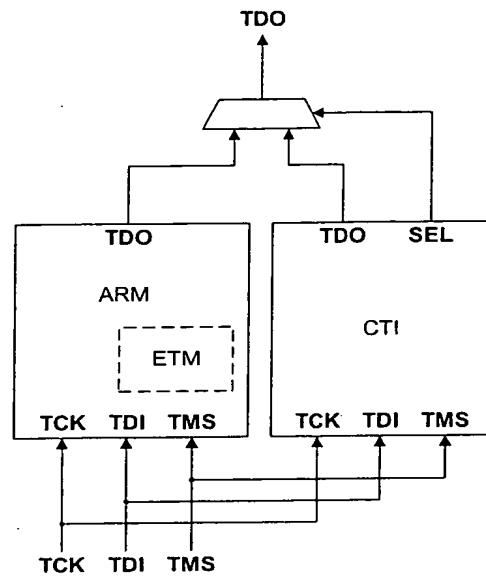 TDO
TDO
TDO SEL
ARM
CTI
ETM
TCK TDI TMS
TCK TDI TMS
TCK TDI TMS